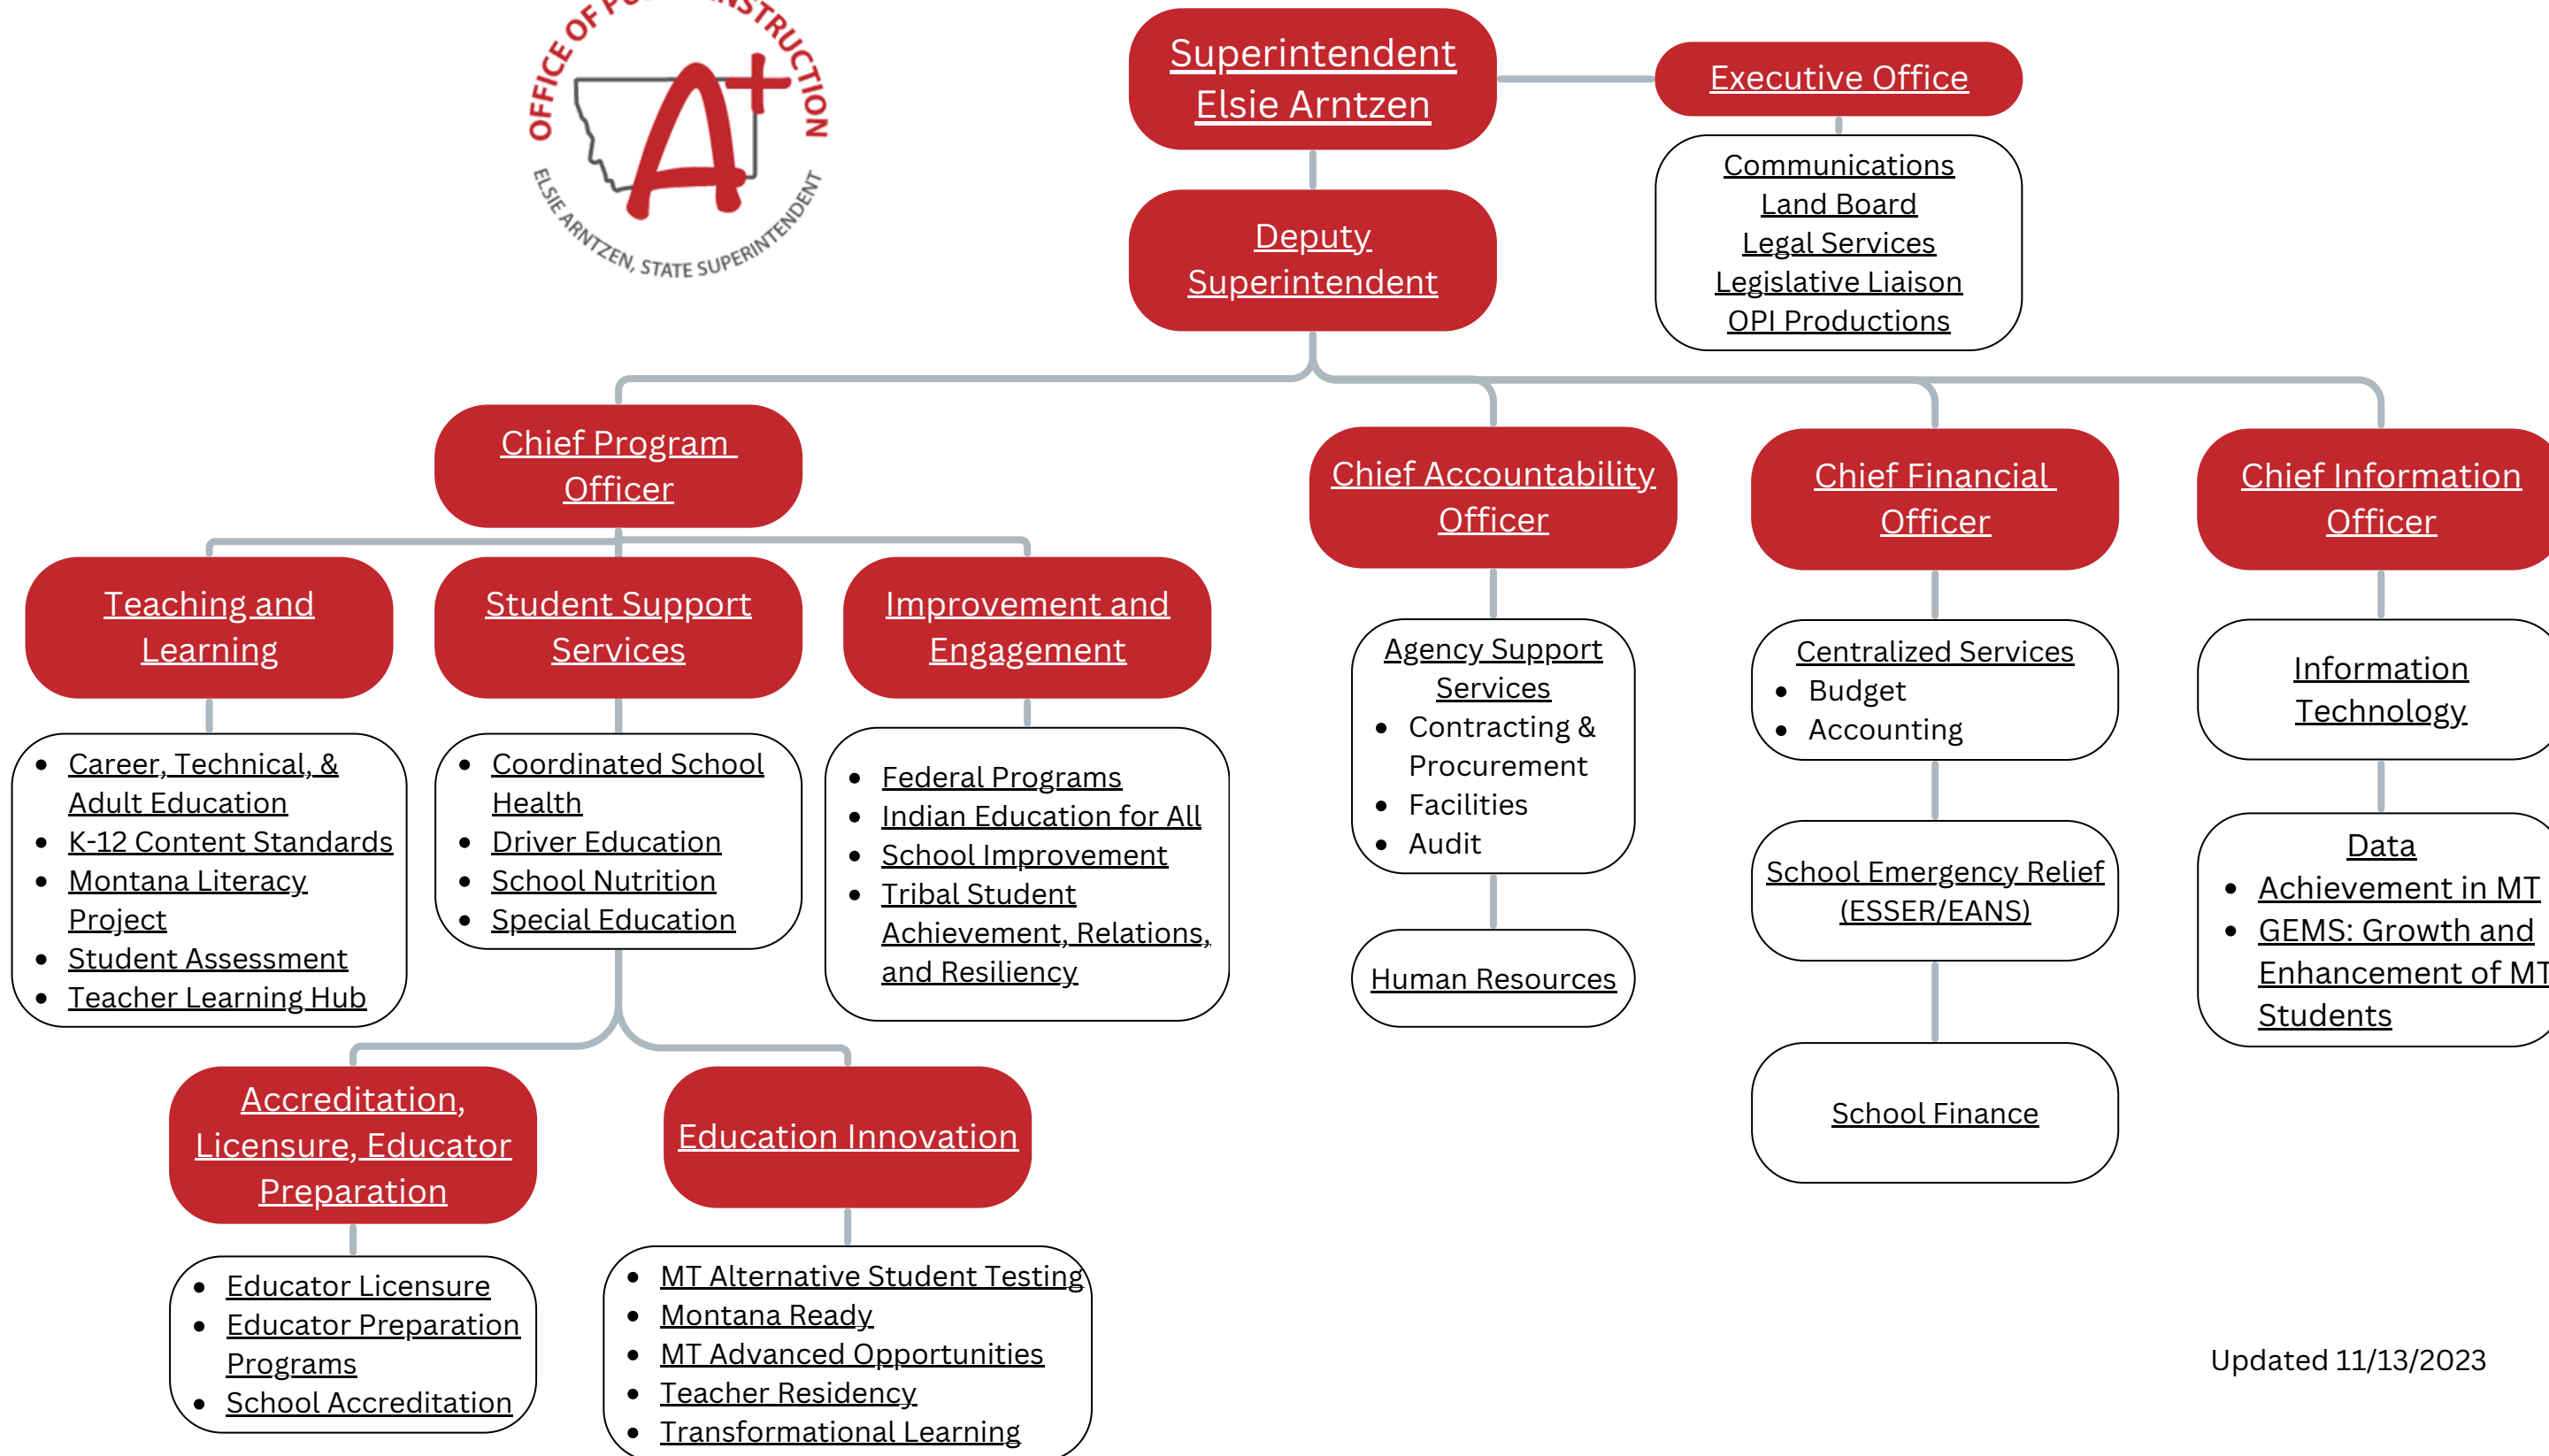 OFFICE OF INSTRUCTION
ELSIE ARNTZEN, STATE SUPERINTENDENT
Superintendent
Elsie Arntzen
Executive Office
Communications
Land Board
Legal Services
Legislative Liaison
OPI Productions
Deputy
Superintendent
Chief Program
Officer
Chief Accountability
Officer
Chief Financial
Officer
Chief Information
Officer
Teaching and
Learning
Student Support
Services
Improvement and
Engagement
• Career, Technical, &
Adult Education
• K-12 Content Standards
• Montana Literacy
Project
• Student Assessment
• Teacher Learning Hub
• Coordinated School
Health
• Driver Education
• School Nutrition
• Special Education
• Federal Programs
• Indian Education for All
• School Improvement
• Tribal Student
Achievement, Relations,
and Resiliency
Agency Support
Services
• Contracting &
Procurement
• Facilities
• Audit
Human Resources
Centralized Services
• Budget
• Accounting
School Emergency Relief
(ESSER/EANS)
School Finance
Information
Technology
Data
• Achievement in MT
• GEMS: Growth and
Enhancement of MT
Students
Accreditation,
Licensure, Educator
Preparation
Education Innovation
• Educator Licensure
• Educator Preparation
Programs
• School Accreditation
• MT Alternative Student Testing
• Montana Ready
• MT Advanced Opportunities
• Teacher Residency
• Transformational Learning
Updated 11/13/2023